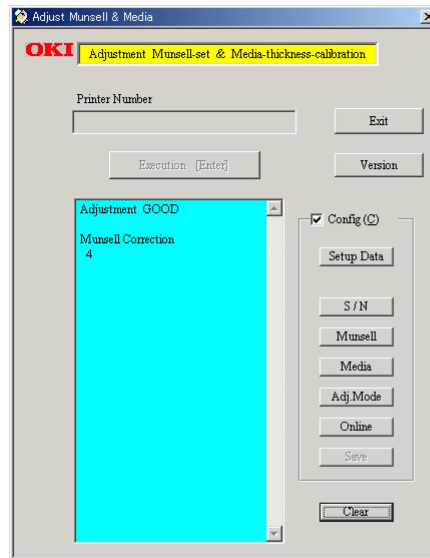 Adjust Munsell & Media
OKI
Adjustment Munsell-set & Media-thickness-calibration
Printer Number
Exit
Execution [Enter]
Version
Adjustment GOOD
Munsell Correction
4
Config (C)
Setup Data
S / N
Munsell
Media
Adj.Mode
Online
Save
Clear